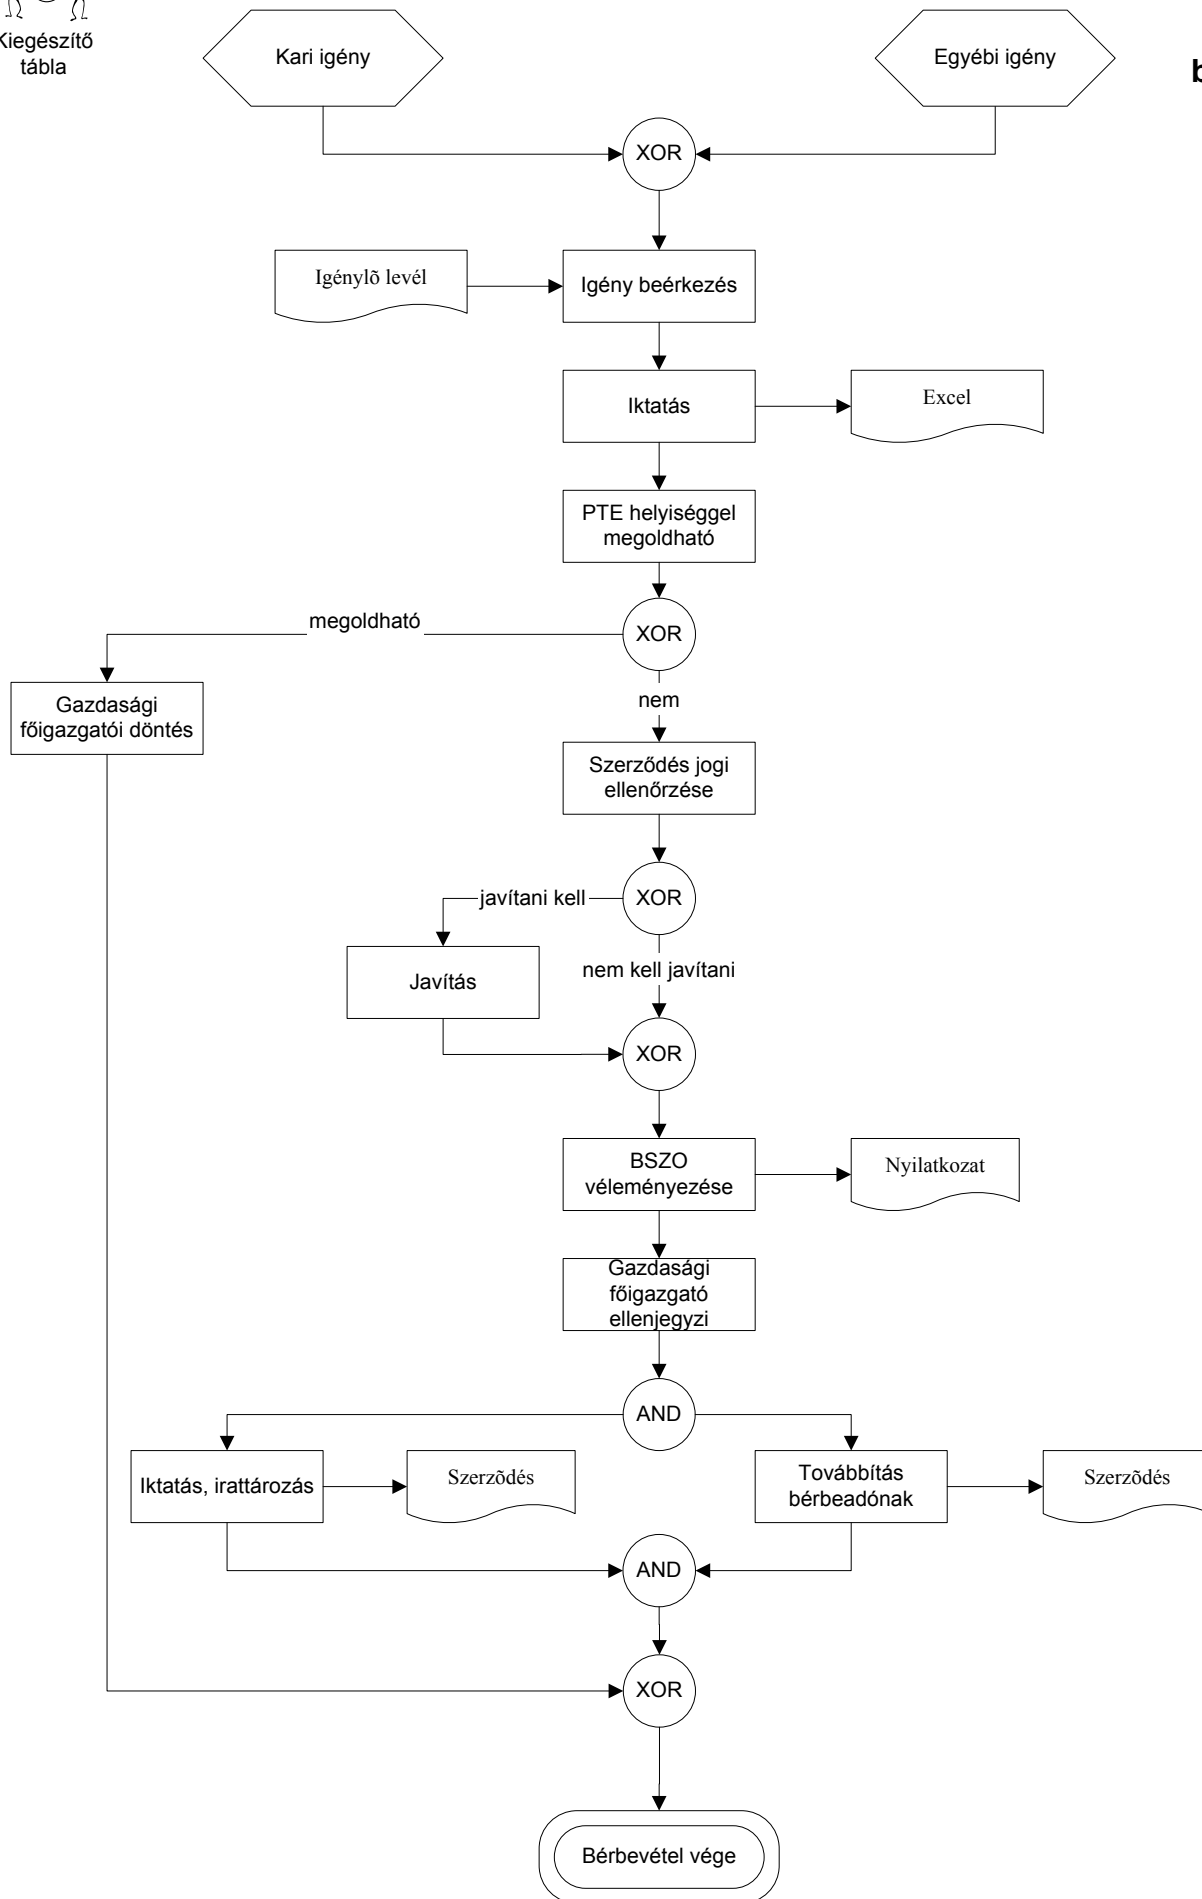 Kiegészítő
tábla
Kari igény
Egyébi igény
b
XOR
Igénylõ levél
Igény beérkezés
Iktatás
Excel
PTE helyiséggel
megoldható
megoldható
XOR
Gazdasági
főigazgatói döntés
nem
Szerződés jogi
ellenőrzése
javítani kell
XOR
Javítás
nem kell javítani
XOR
BSZO
véleményezése
Nyilatkozat
Gazdasági
főigazgató
ellenjegyzi
AND
Iktatás, irattározás
Szerzõdés
Továbbítás
bérbeadónak
Szerzõdés
AND
XOR
Bérbevétel vége